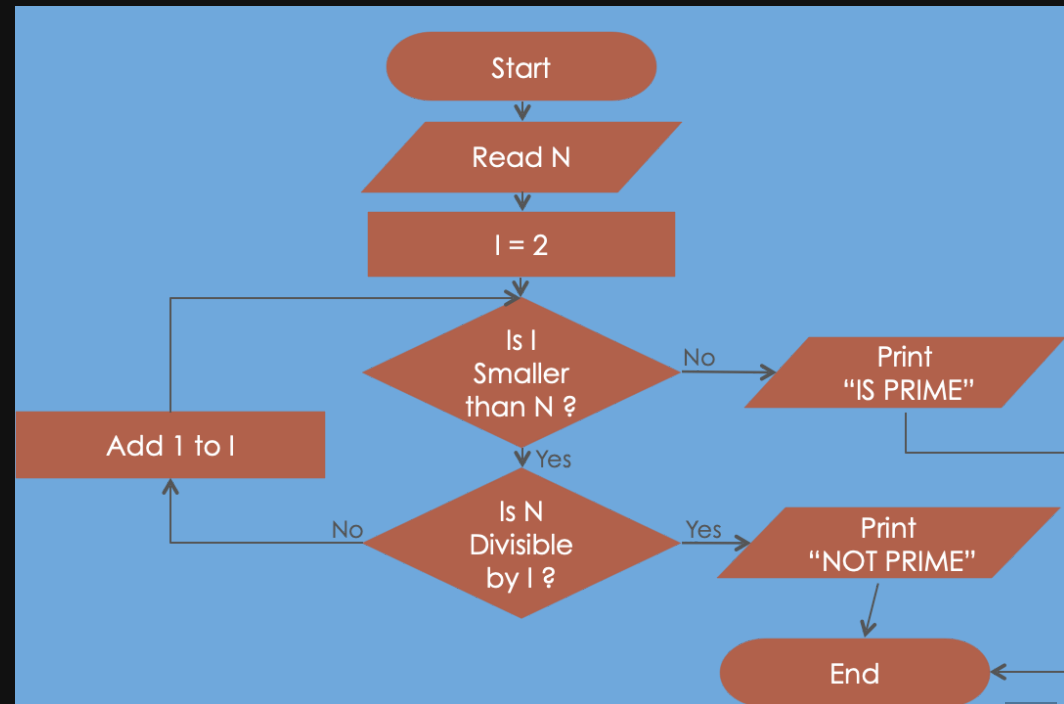 Start
Read N
I = 2
Is I
Smaller
than N ?
No
Print
“IS PRIME”
Add 1 to I
Yes
Is N
Divisible
by I ?
No
Yes
Print
“NOT PRIME”
End